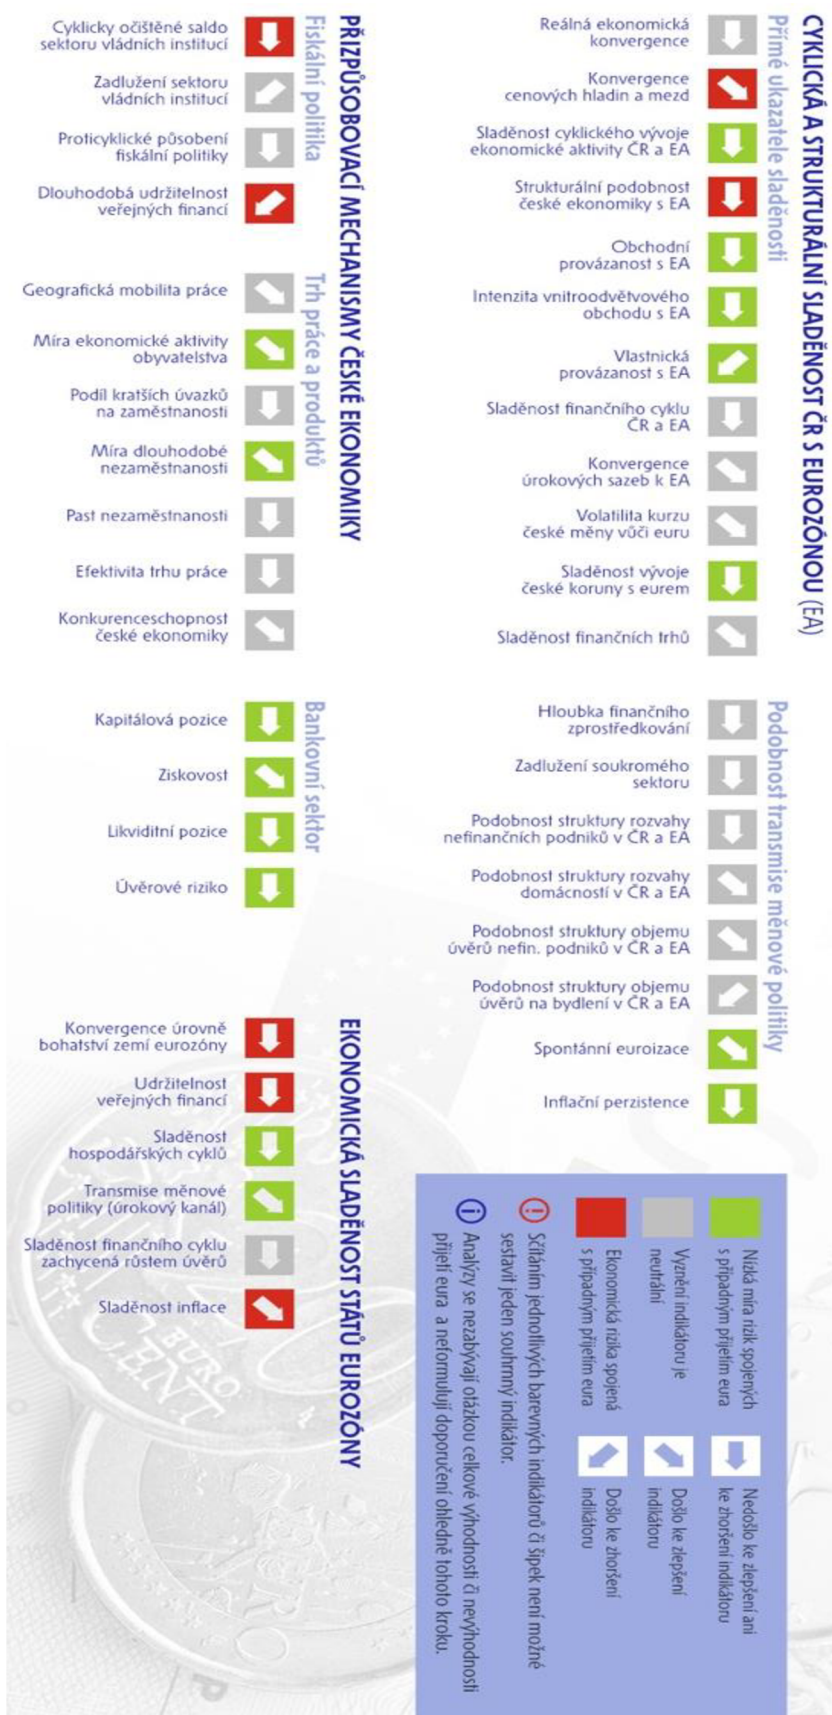 CYKLICKÁ A STRUKTURÁLNÍ SLADĚNOST ČR S EUROZÓNOU (EA)
Přímé ukazatele sladěnosti
Reálná ekonomická
konvergence
Konvergence
cenových hladin a mezd
Sladěnost cyklického vývoje
ekonomické aktivity ČR a EA
Strukturální podobnost
české ekonomiky s EA
Obchodní
provázanost s EA
Intenzita vnitroodvětvového
obchodu s EA
Vlastnická
provázanost s EA
Sladěnost finančního cyklu
ČR a EA
Konvergence
úrokových sazeb k EA
Volatilita kurzu
české měny vůči euru
Sladěnost vývoje
české koruny s eurem
Sladěnost finančních trhů
Podobnost transmise měnové politiky
Hloubka finančního
zprostředkování
Zadlužení soukromého
sektoru
Podobnost struktury rozvahy
nefinančních podniků v ČR a EA
Podobnost struktury rozvahy
domácností v ČR a EA
Podobnost struktury objemu
úvěrů nefin. podniků v ČR a EA
Podobnost struktury objemu
úvěrů na bydlení v ČR a EA
Spontánní euroizace
Inflační perzistence
PŘIZPŮSOBOVACÍ MECHANISMY ČESKÉ EKONOMIKY
Fiskální politika
Cyklicky očištěné saldo
sektoru vládních institucí
Zadlužení sektoru
vládních institucí
Proticyklické působení
fiskální politiky
Dlouhodobá udržitelnost
veřejných financí
Trh práce a produktů
Geografická mobilita práce
Míra ekonomické aktivity
obyvatelstva
Podíl kratších úvazků
na zaměstnanosti
Míra dlouhodobé
nezaměstnanosti
Past nezaměstnanosti
Efektivita trhu práce
Konkurenceschopnost
české ekonomiky
Bankovní sektor
Kapitálová pozice
Ziskovost
Likviditní pozice
Úvěrové riziko
EKONOMICKÁ SLADĚNOST STÁTŮ EUROZÓNY
Konvergence úrovně
bohatství zemí eurozóny
Udržitelnost
veřejných financí
Sladěnost
hospodářských cyklů
Transmise měnové
politiky (úrokový kanál)
Sladěnost finančního cyklu
zachycená růstem úvěrů
Sladěnost inflace
Nízká míra rizik spojených
s případným přijetím eura
Vyznění indikátoru je
neutrální
Ekonomická rizika spojená
s případným přijetím eura
Nedošlo ke zlepšení ani
ke zhoršení indikátoru
Došlo ke zlepšení
indikátoru
Došlo ke zhoršení
indikátoru
Sčítáním jednotlivých barevných indikátorů či šipek není možné
sestavit jeden souhrnný indikátor.
Analýzy se nezabývají otázkou celkové výhodnosti či nevýhodnosti
přijetí eura a neformulují doporučení ohledně tohoto kroku.
1 EURO
CENT